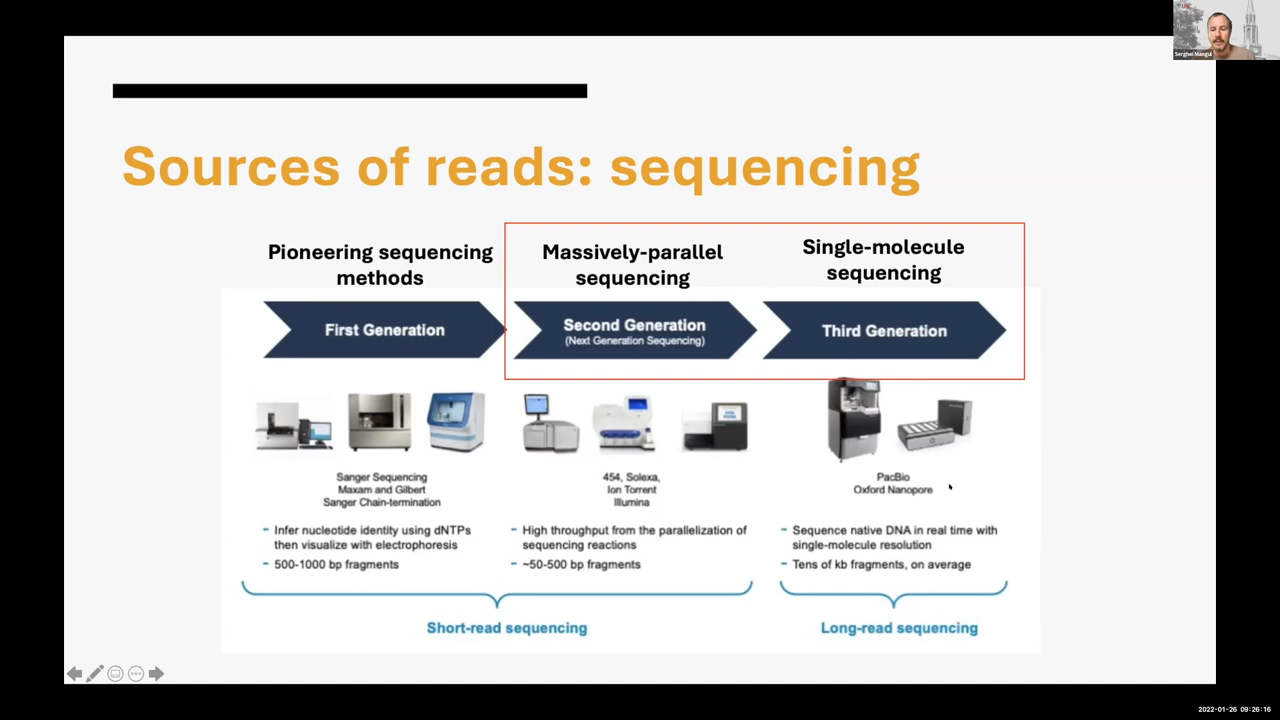 Serghei Mangul
Sources of reads: sequencing
Pioneering sequencing
methods
Massively-parallel
sequencing
Single-molecule
sequencing
First Generation
Second Generation
(Next Generation Sequencing)
Third Generation
Sanger Sequencing
Maxam and Gilbert
Sanger Chain-termination
454, Solexa,
Ion Torrent
Illumina
PacBio
Oxford Nanopore
- Infer nucleotide identity using dNTPs
then visualize with electrophoresis
- 500-1000 bp fragments
- High throughput from the parallelization of
sequencing reactions
- ~50-500 bp fragments
- Sequence native DNA in real time with
single-molecule resolution
- Tens of kb fragments, on average
Short-read sequencing
Long-read sequencing
2022-01-26 09:26:16